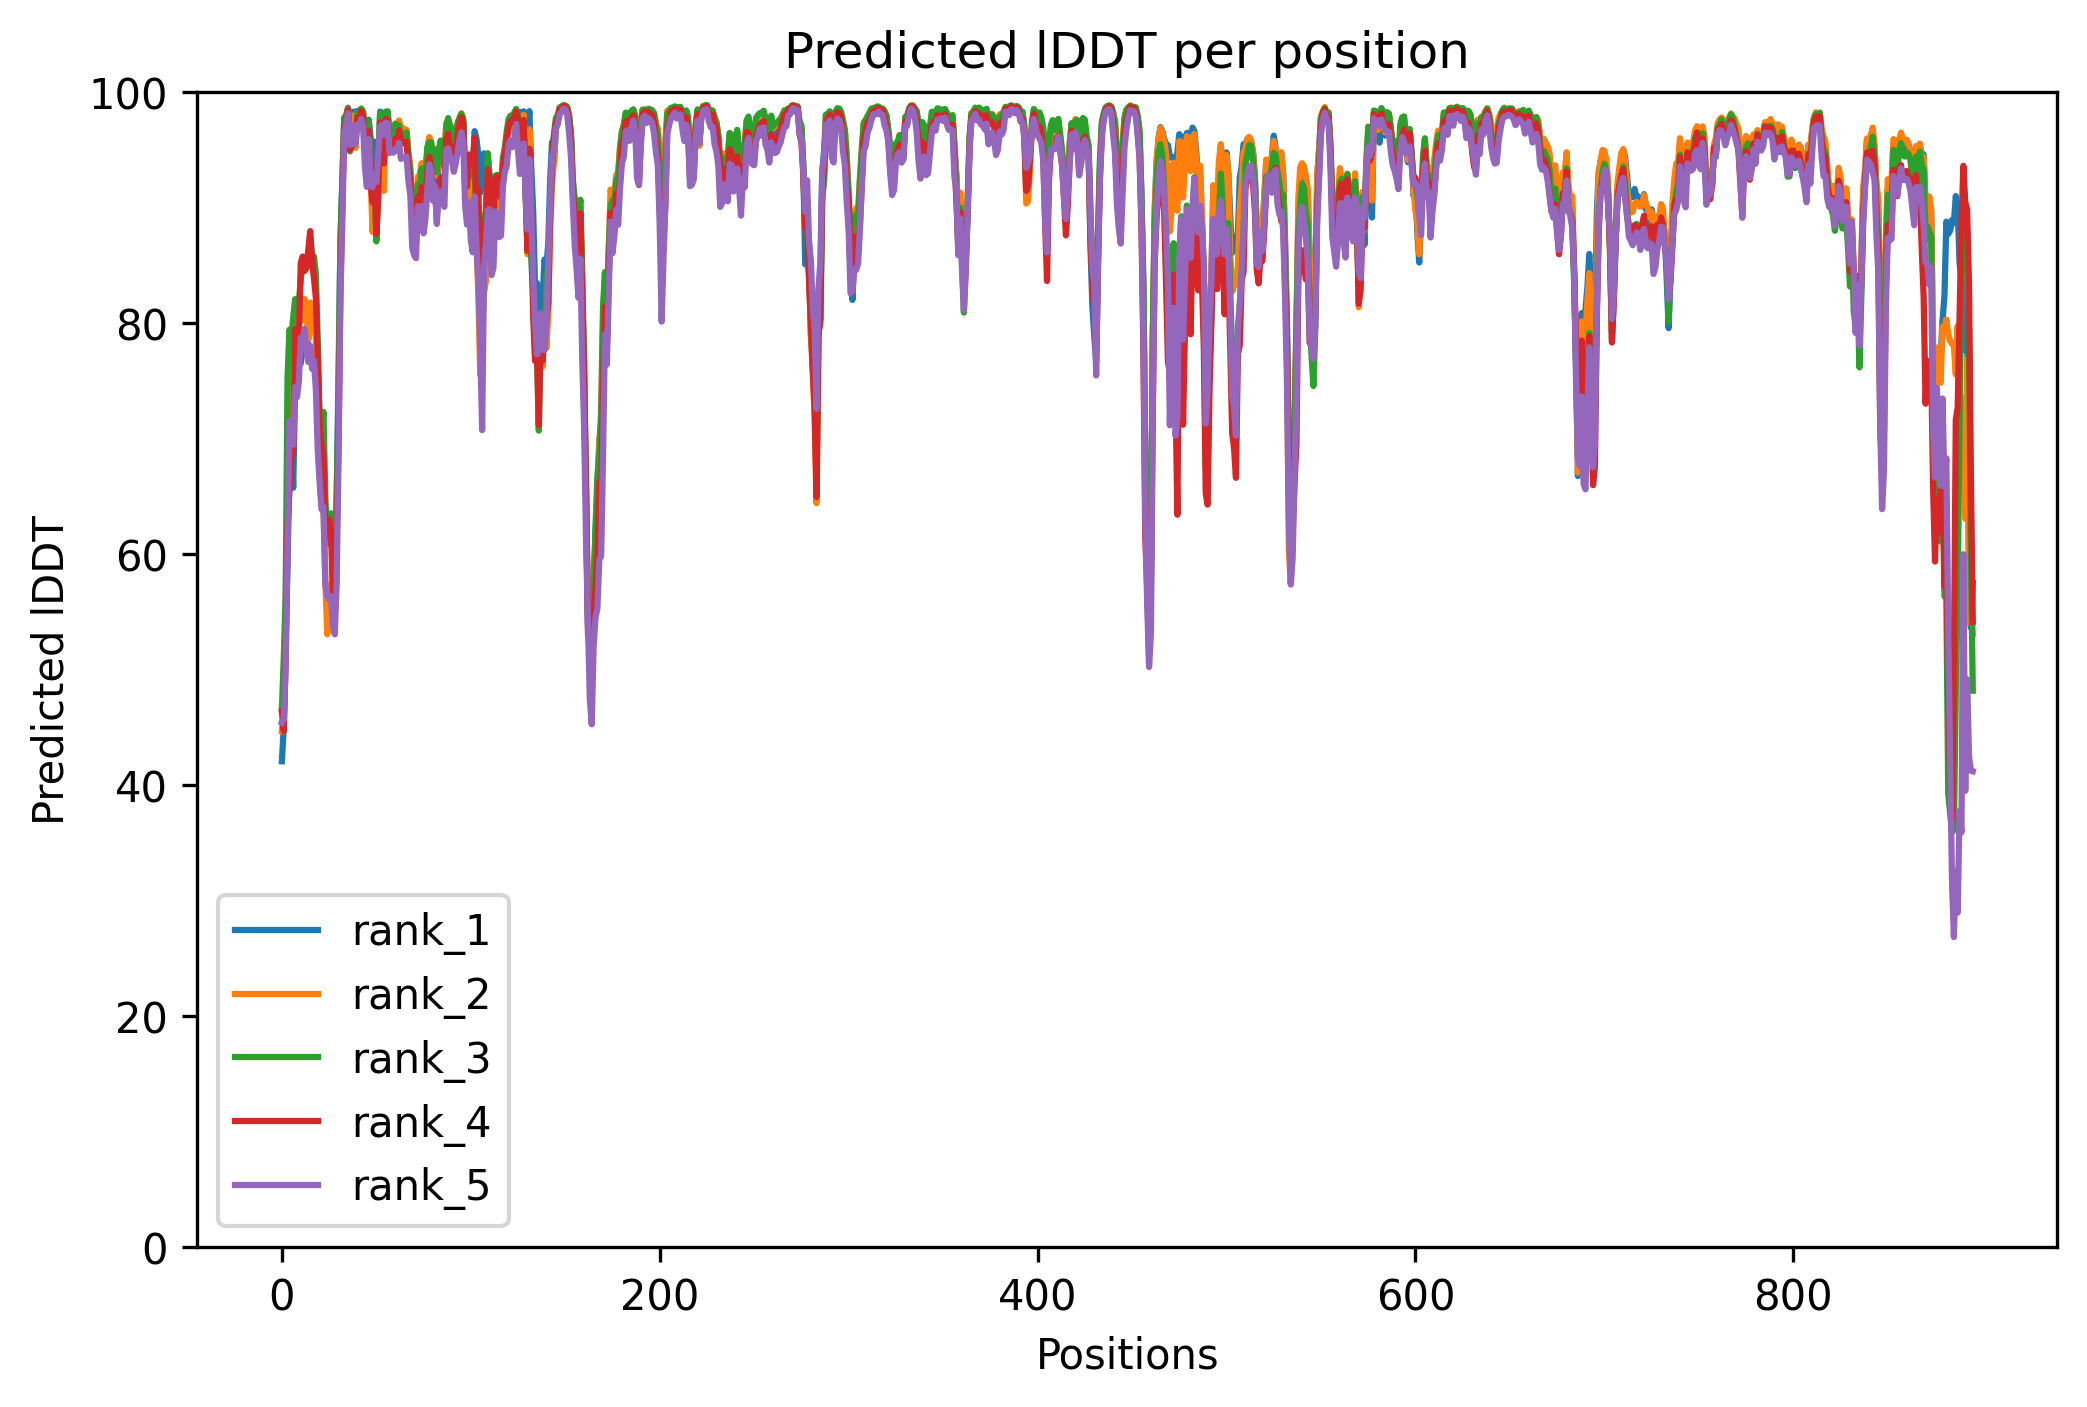 Predicted lDDT per position
100
80
60
40
20
0
Predicted lDDT
rank_1
rank_2
rank_3
rank_4
rank_5
0 200 400 600 800
Positions